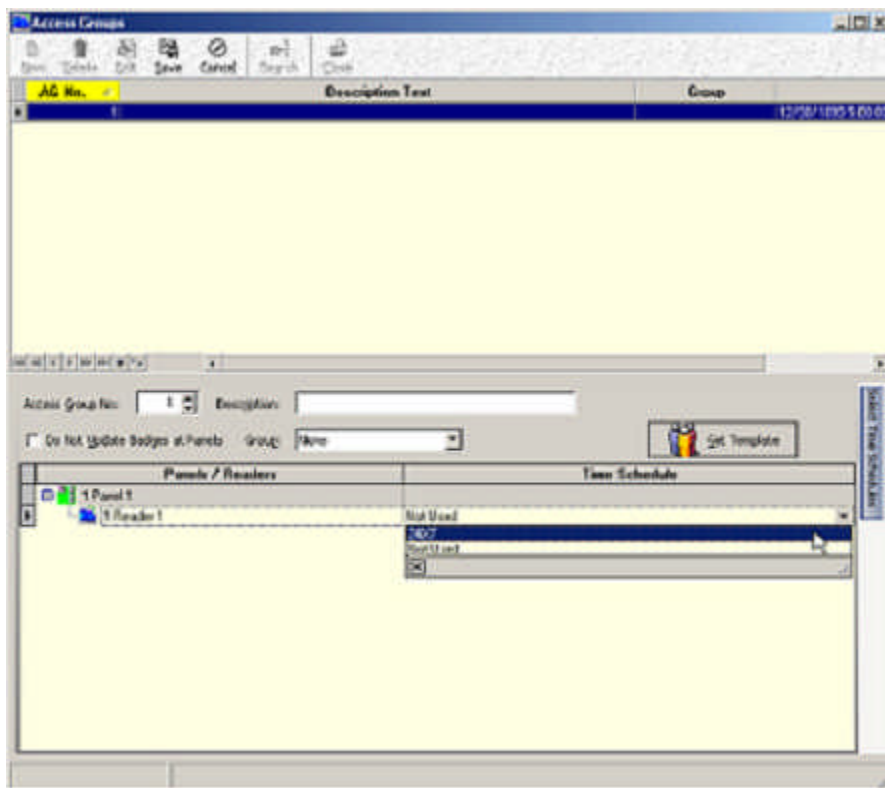 Access Groups
New Delete Edit Save Cancel Search Close
AG No. Description Text Group
1
Access Group No: 1 Description:
Do Not Update Badges at Panels Group: None Get Template
Select Time Schedules
Panels / Readers Time Schedule
1 Panel 1
1 Reader 1 Not Used
24X7
Not Used